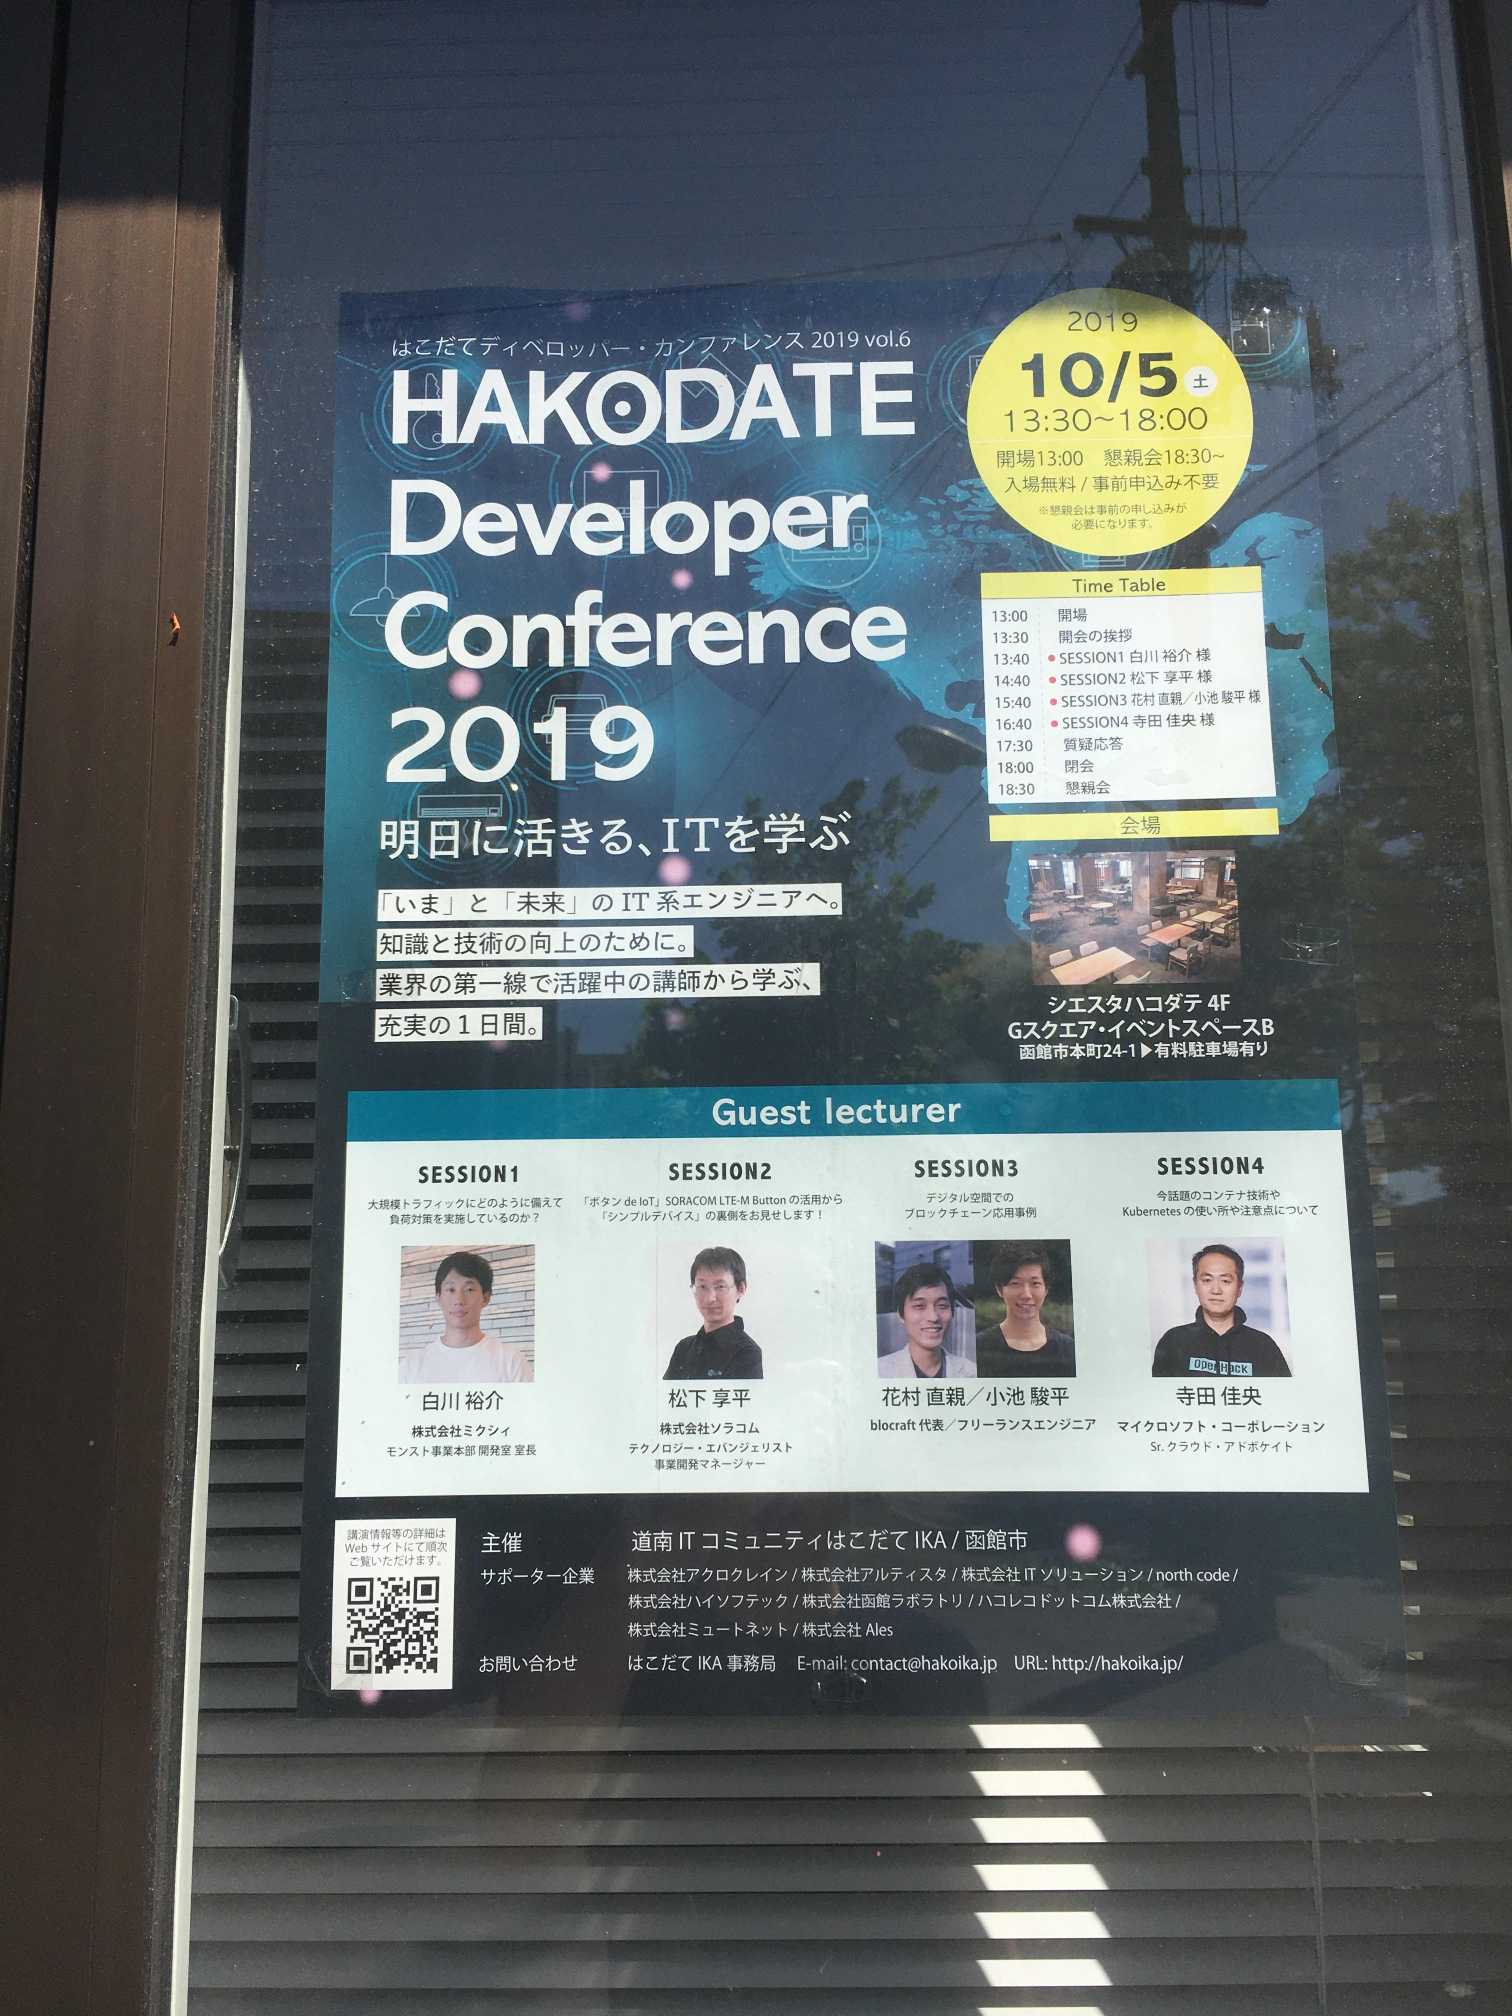 はこだてディベロッパー・カンファレンス 2019 vol.6
HAKODATE
Developer
Conference
2019
明日に活きる、ITを学ぶ
「いま」と「未来」の IT 系エンジニアへ。
知識と技術の向上のために。
業界の第一線で活躍中の講師から学ぶ、
充実の1日間。
2019
10/5 土
13:30~18:00
開場13:00 懇親会18:30~
入場無料 / 事前申込み不要
※懇親会は事前の申し込みが
必要になります。
Time Table
13:00 開場
13:30 開会の挨拶
13:40 ●SESSION1 白川 裕介 様
14:40 ●SESSION2 松下 享平 様
15:40 ●SESSION3 花村 直親／小池 駿平 様
16:40 ●SESSION4 寺田 佳央 様
17:30 質疑応答
18:00 閉会
18:30 懇親会
会場
シエスタハコダテ 4F
Gスクエア・イベントスペースB
函館市本町24-1▶有料駐車場有り
Guest lecturer
SESSION1
大規模トラフィックにどのように備えて
負荷対策を実施しているのか？
白川 裕介
株式会社ミクシィ
モンスト事業本部 開発室 室長
SESSION2
「ボタン de IoT」SORACOM LTE-M Button の活用から
「シンプルデバイス」の裏側をお見せします！
松下 享平
株式会社ソラコム
テクノロジー・エバンジェリスト
事業開発マネージャー
SESSION3
デジタル空間での
ブロックチェーン応用事例
花村 直親／小池 駿平
blocraft 代表／フリーランスエンジニア
SESSION4
今話題のコンテナ技術や
Kubernetes の使い所や注意点について
Open Hack
寺田 佳央
マイクロソフト・コーポレーション
Sr. クラウド・アドボケイト
講演情報等の詳細は
Web サイトにて順次
ご覧いただけます。
主催 道南 IT コミュニティはこだて IKA / 函館市
サポーター企業 株式会社アクロクレイン / 株式会社アルティスタ / 株式会社 IT ソリューション / north code /
株式会社ハイソフテック / 株式会社函館ラボラトリ / ハコレコドットコム株式会社 /
株式会社ミュートネット / 株式会社 Ales
お問い合わせ はこだて IKA 事務局 E-mail: contact@hakoika.jp URL: http://hakoika.jp/